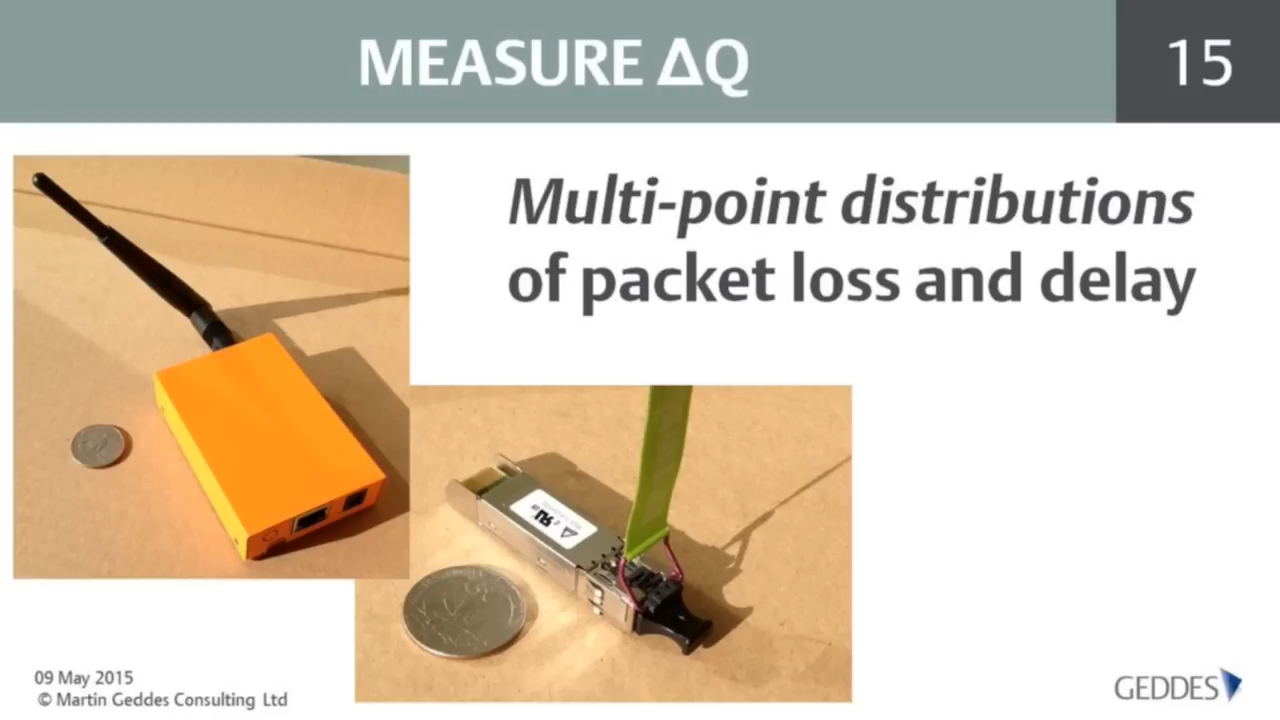 MEASURE ΔQ
15
Multi-point distributions
of packet loss and delay
09 May 2015
© Martin Geddes Consulting Ltd
GEDDES